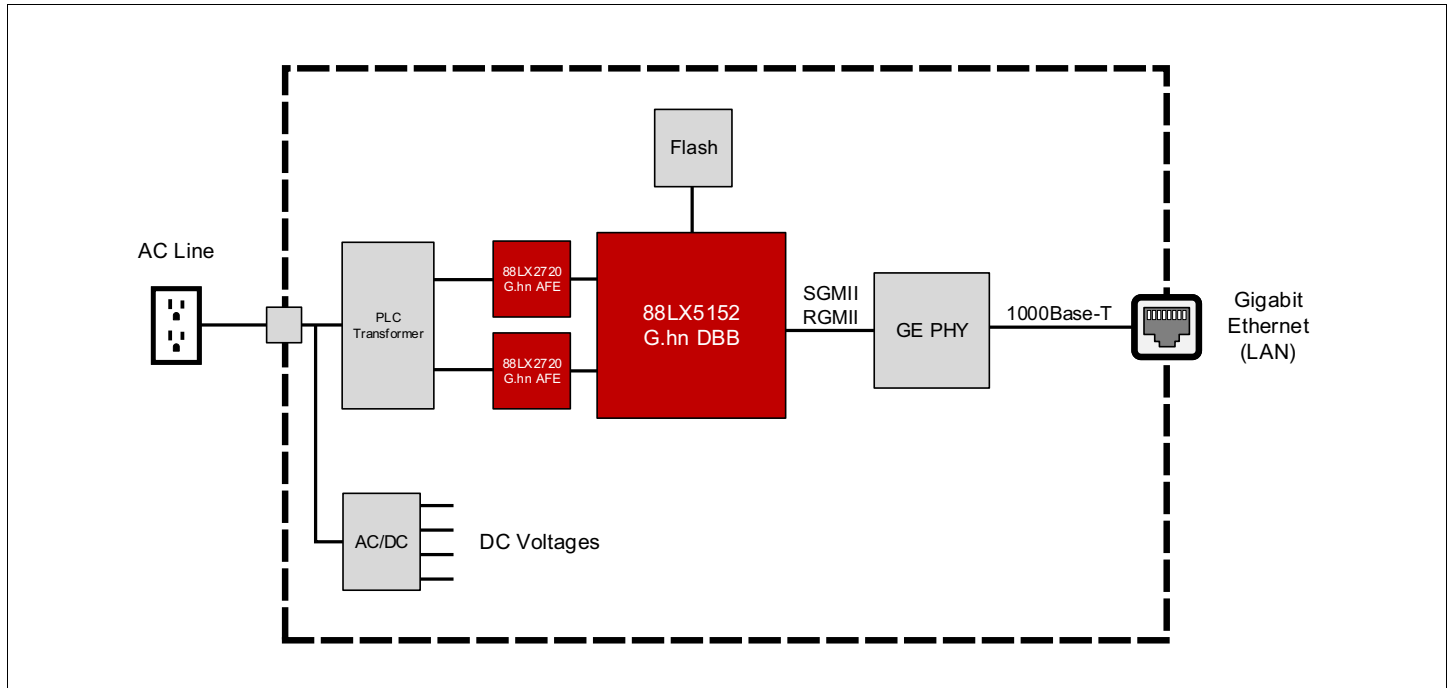 Flash
AC Line
PLC
Transformer
88LX2720
G.hn AFE
88LX2720
G.hn AFE
88LX5152
G.hn DBB
SGMII
RGMII
GE PHY
1000Base-T
Gigabit
Ethernet
(LAN)
AC/DC
DC Voltages